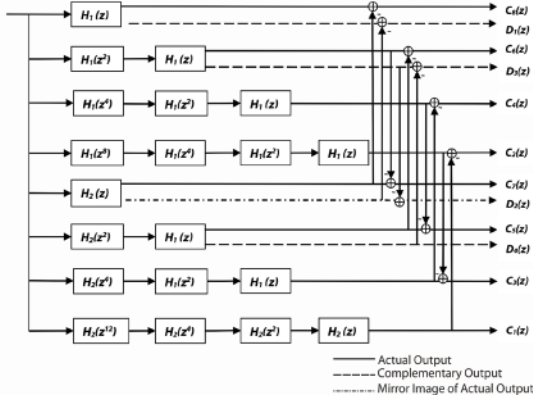 H₁(z) C₈(z)
D₁(z)
H₁(z²) H₁(z) C₆(z)
D₃(z)
H₁(z⁴) H₁(z²) H₁(z) C₄(z)
H₁(z⁸) H₁(z⁴) H₁(z²) H₁(z) C₂(z)
H₂(z) C₇(z)
D₂(z)
H₂(z²) H₁(z) C₅(z)
D₄(z)
H₂(z⁴) H₁(z²) H₁(z) C₃(z)
H₂(z¹²) H₂(z⁴) H₂(z²) H₂(z) C₁(z)
Actual Output
Complementary Output
Mirror Image of Actual Output